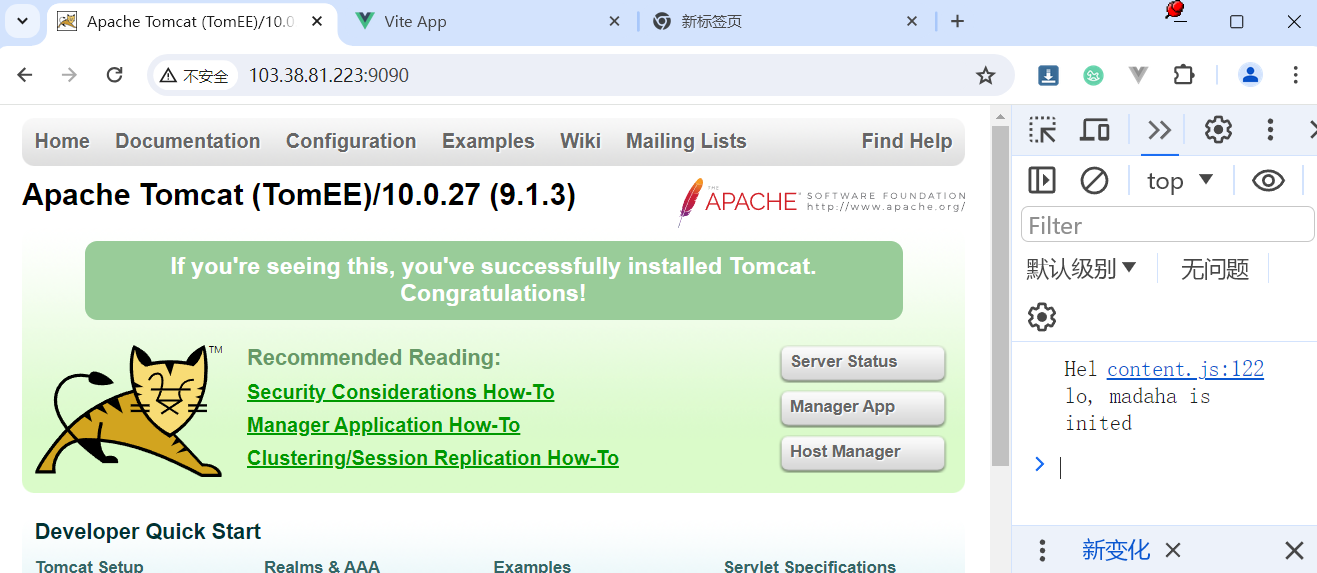 Apache Tomcat (TomEE)/10.0
Vite App
新标签页
不安全
103.38.81.223:9090
Home Documentation Configuration Examples Wiki Mailing Lists Find Help
Apache Tomcat (TomEE)/10.0.27 (9.1.3)
THE
APACHE
SOFTWARE FOUNDATION
http://www.apache.org/
If you're seeing this, you've successfully installed Tomcat.
Congratulations!
TM
Recommended Reading:
Security Considerations How-To
Manager Application How-To
Clustering/Session Replication How-To
Server Status
Manager App
Host Manager
Developer Quick Start
Tomcat Setup Realms & AAA Examples Servlet Specifications
top
Filter
默认级别 无问题
Hel content.js:122
lo, madaha is
inited
新变化